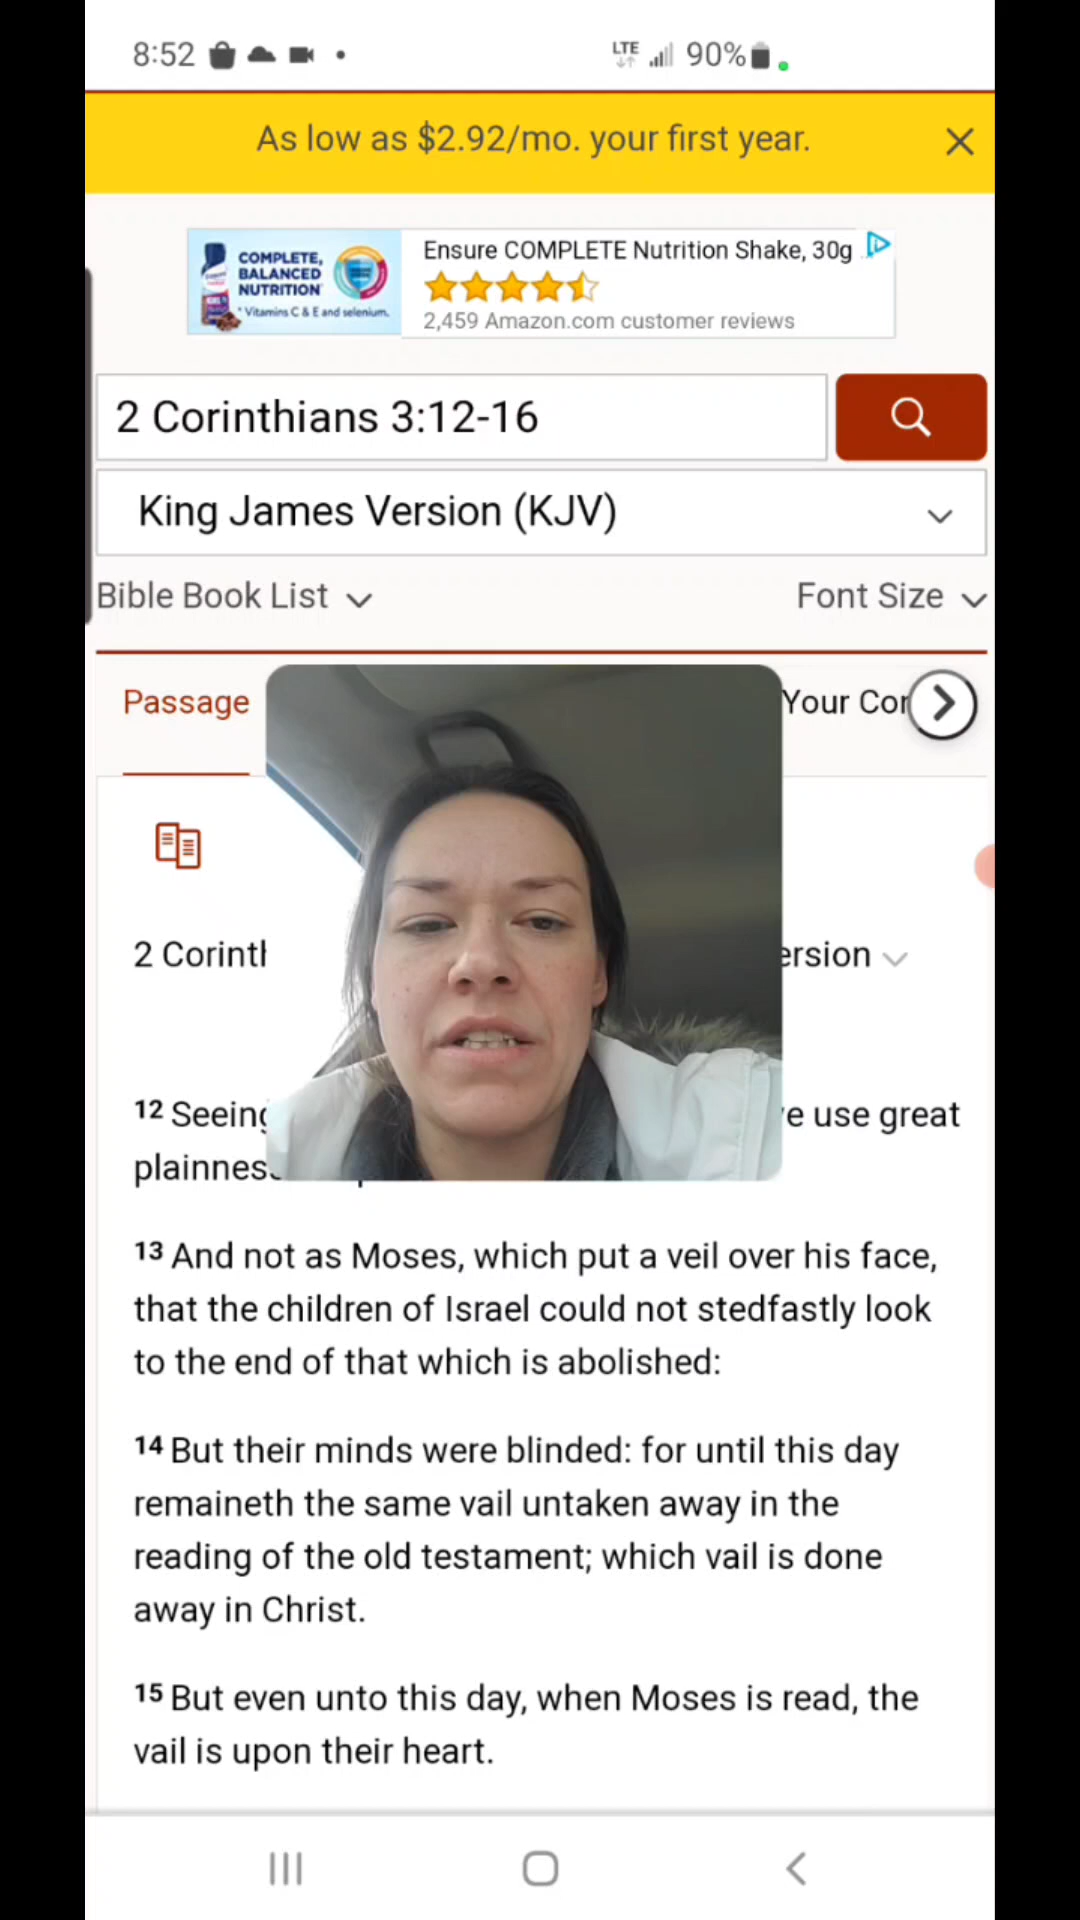 8:52 LTE 90%
As low as $2.92/mo. your first year.
COMPLETE,
BALANCED
NUTRITION
* Vitamins C & E and selenium.
Ensure COMPLETE Nutrition Shake, 30g
2,459 Amazon.com customer reviews
2 Corinthians 3:12-16
King James Version (KJV)
Bible Book List Font Size
Passage Your Cor
2 Corinth ersion
12 Seeing e use great
plainness
13 And not as Moses, which put a veil over his face,
that the children of Israel could not stedfastly look
to the end of that which is abolished:
14 But their minds were blinded: for until this day
remaineth the same vail untaken away in the
reading of the old testament; which vail is done
away in Christ.
15 But even unto this day, when Moses is read, the
vail is upon their heart.